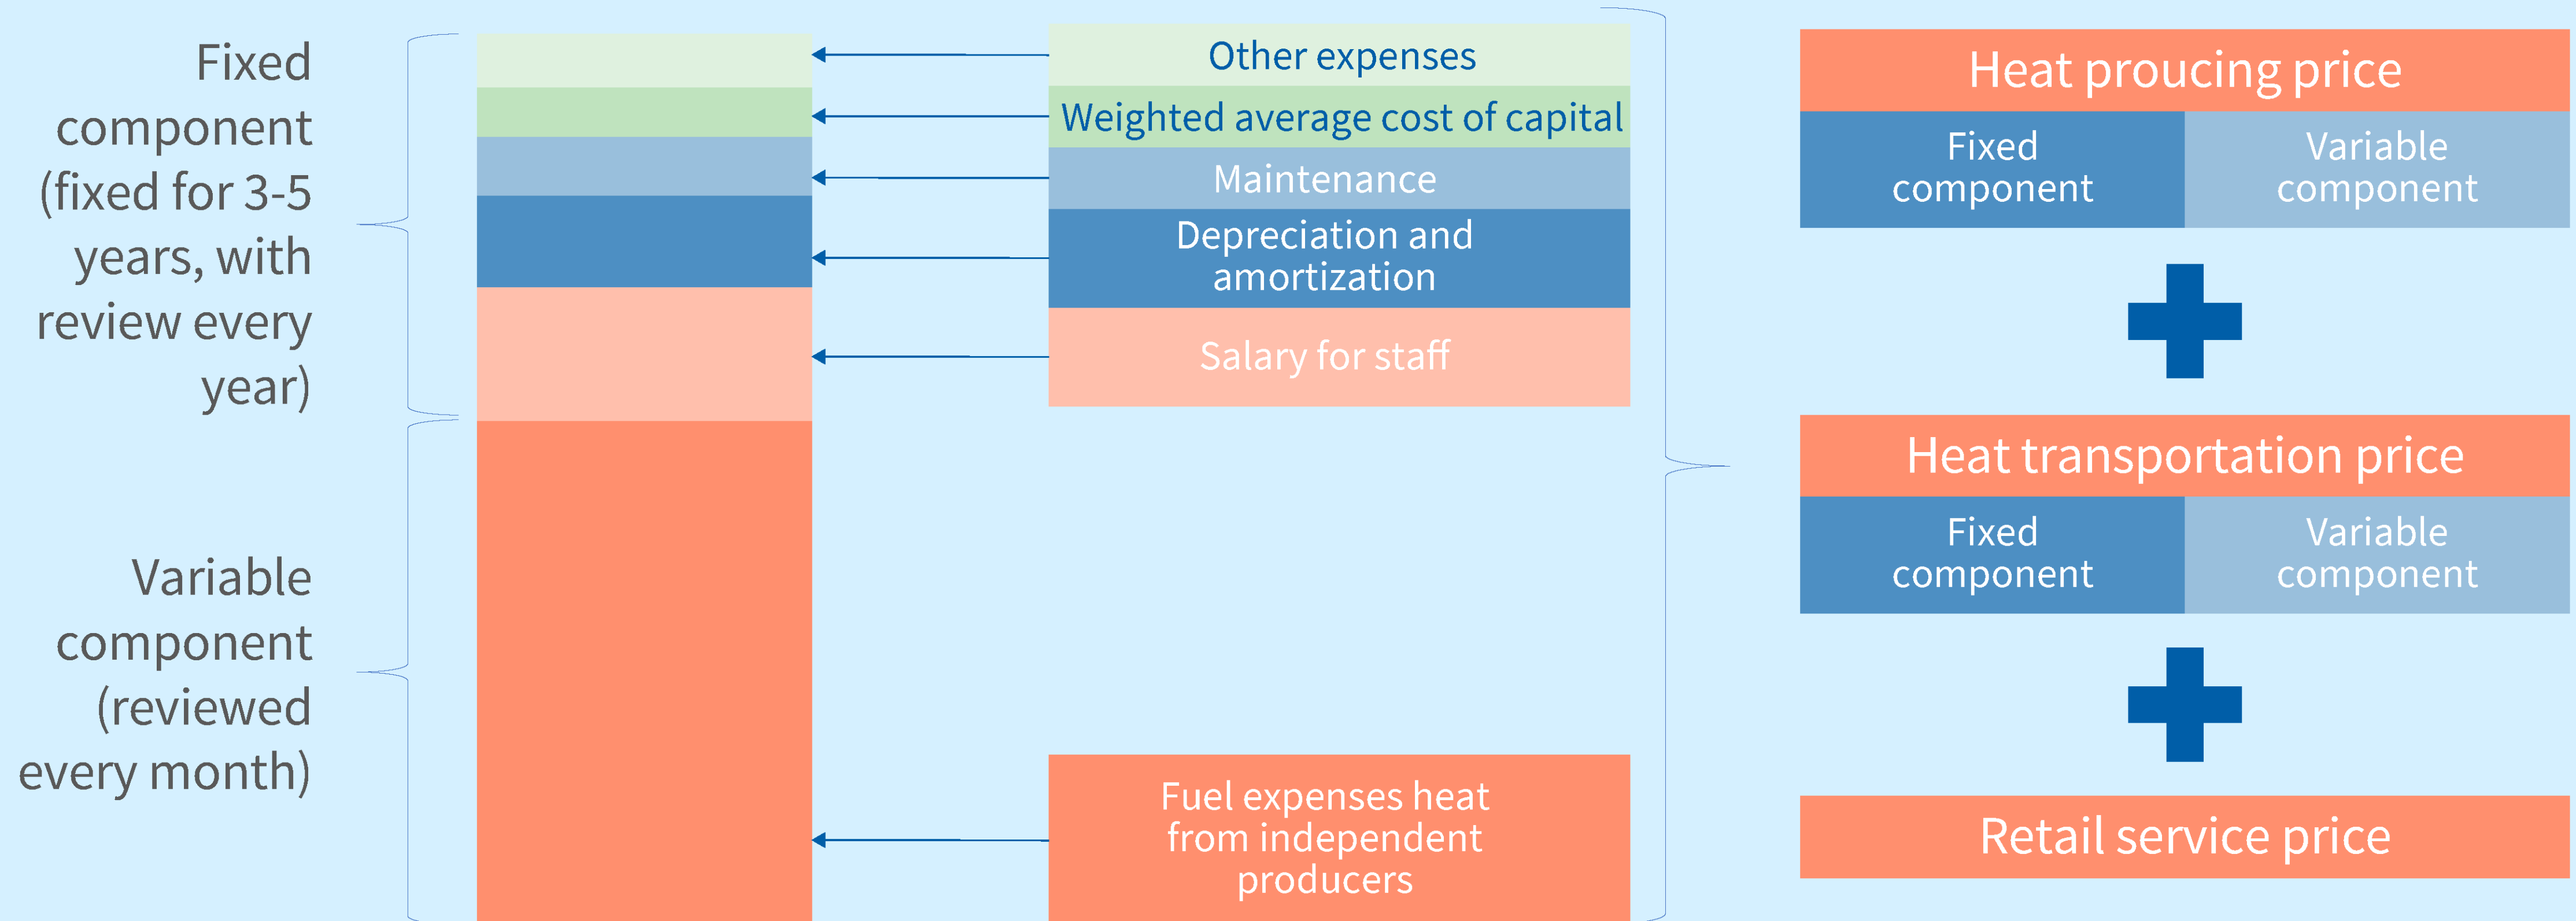 Fixed
component
(fixed for 3-5
years, with
review every
year)
Variable
component
(reviewed
every month)
Other expenses
Weighted average cost of capital
Maintenance
Depreciation and
amortization
Salary for staff
Fuel expenses heat
from independent
producers
Heat proucing price
Fixed
component
Variable
component
Heat transportation price
Fixed
component
Variable
component
Retail service price